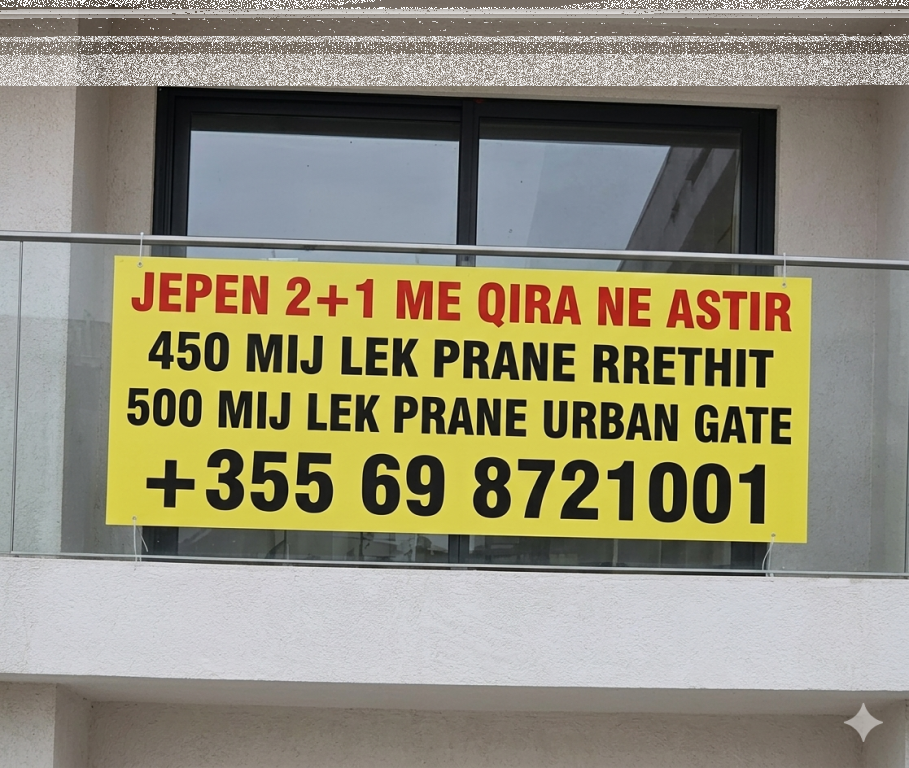 JEPEN 2+1 ME QIRA NE ASTIR
450 MIJ LEK PRANE RRETHIT
500 MIJ LEK PRANE URBAN GATE
+355 69 8721001